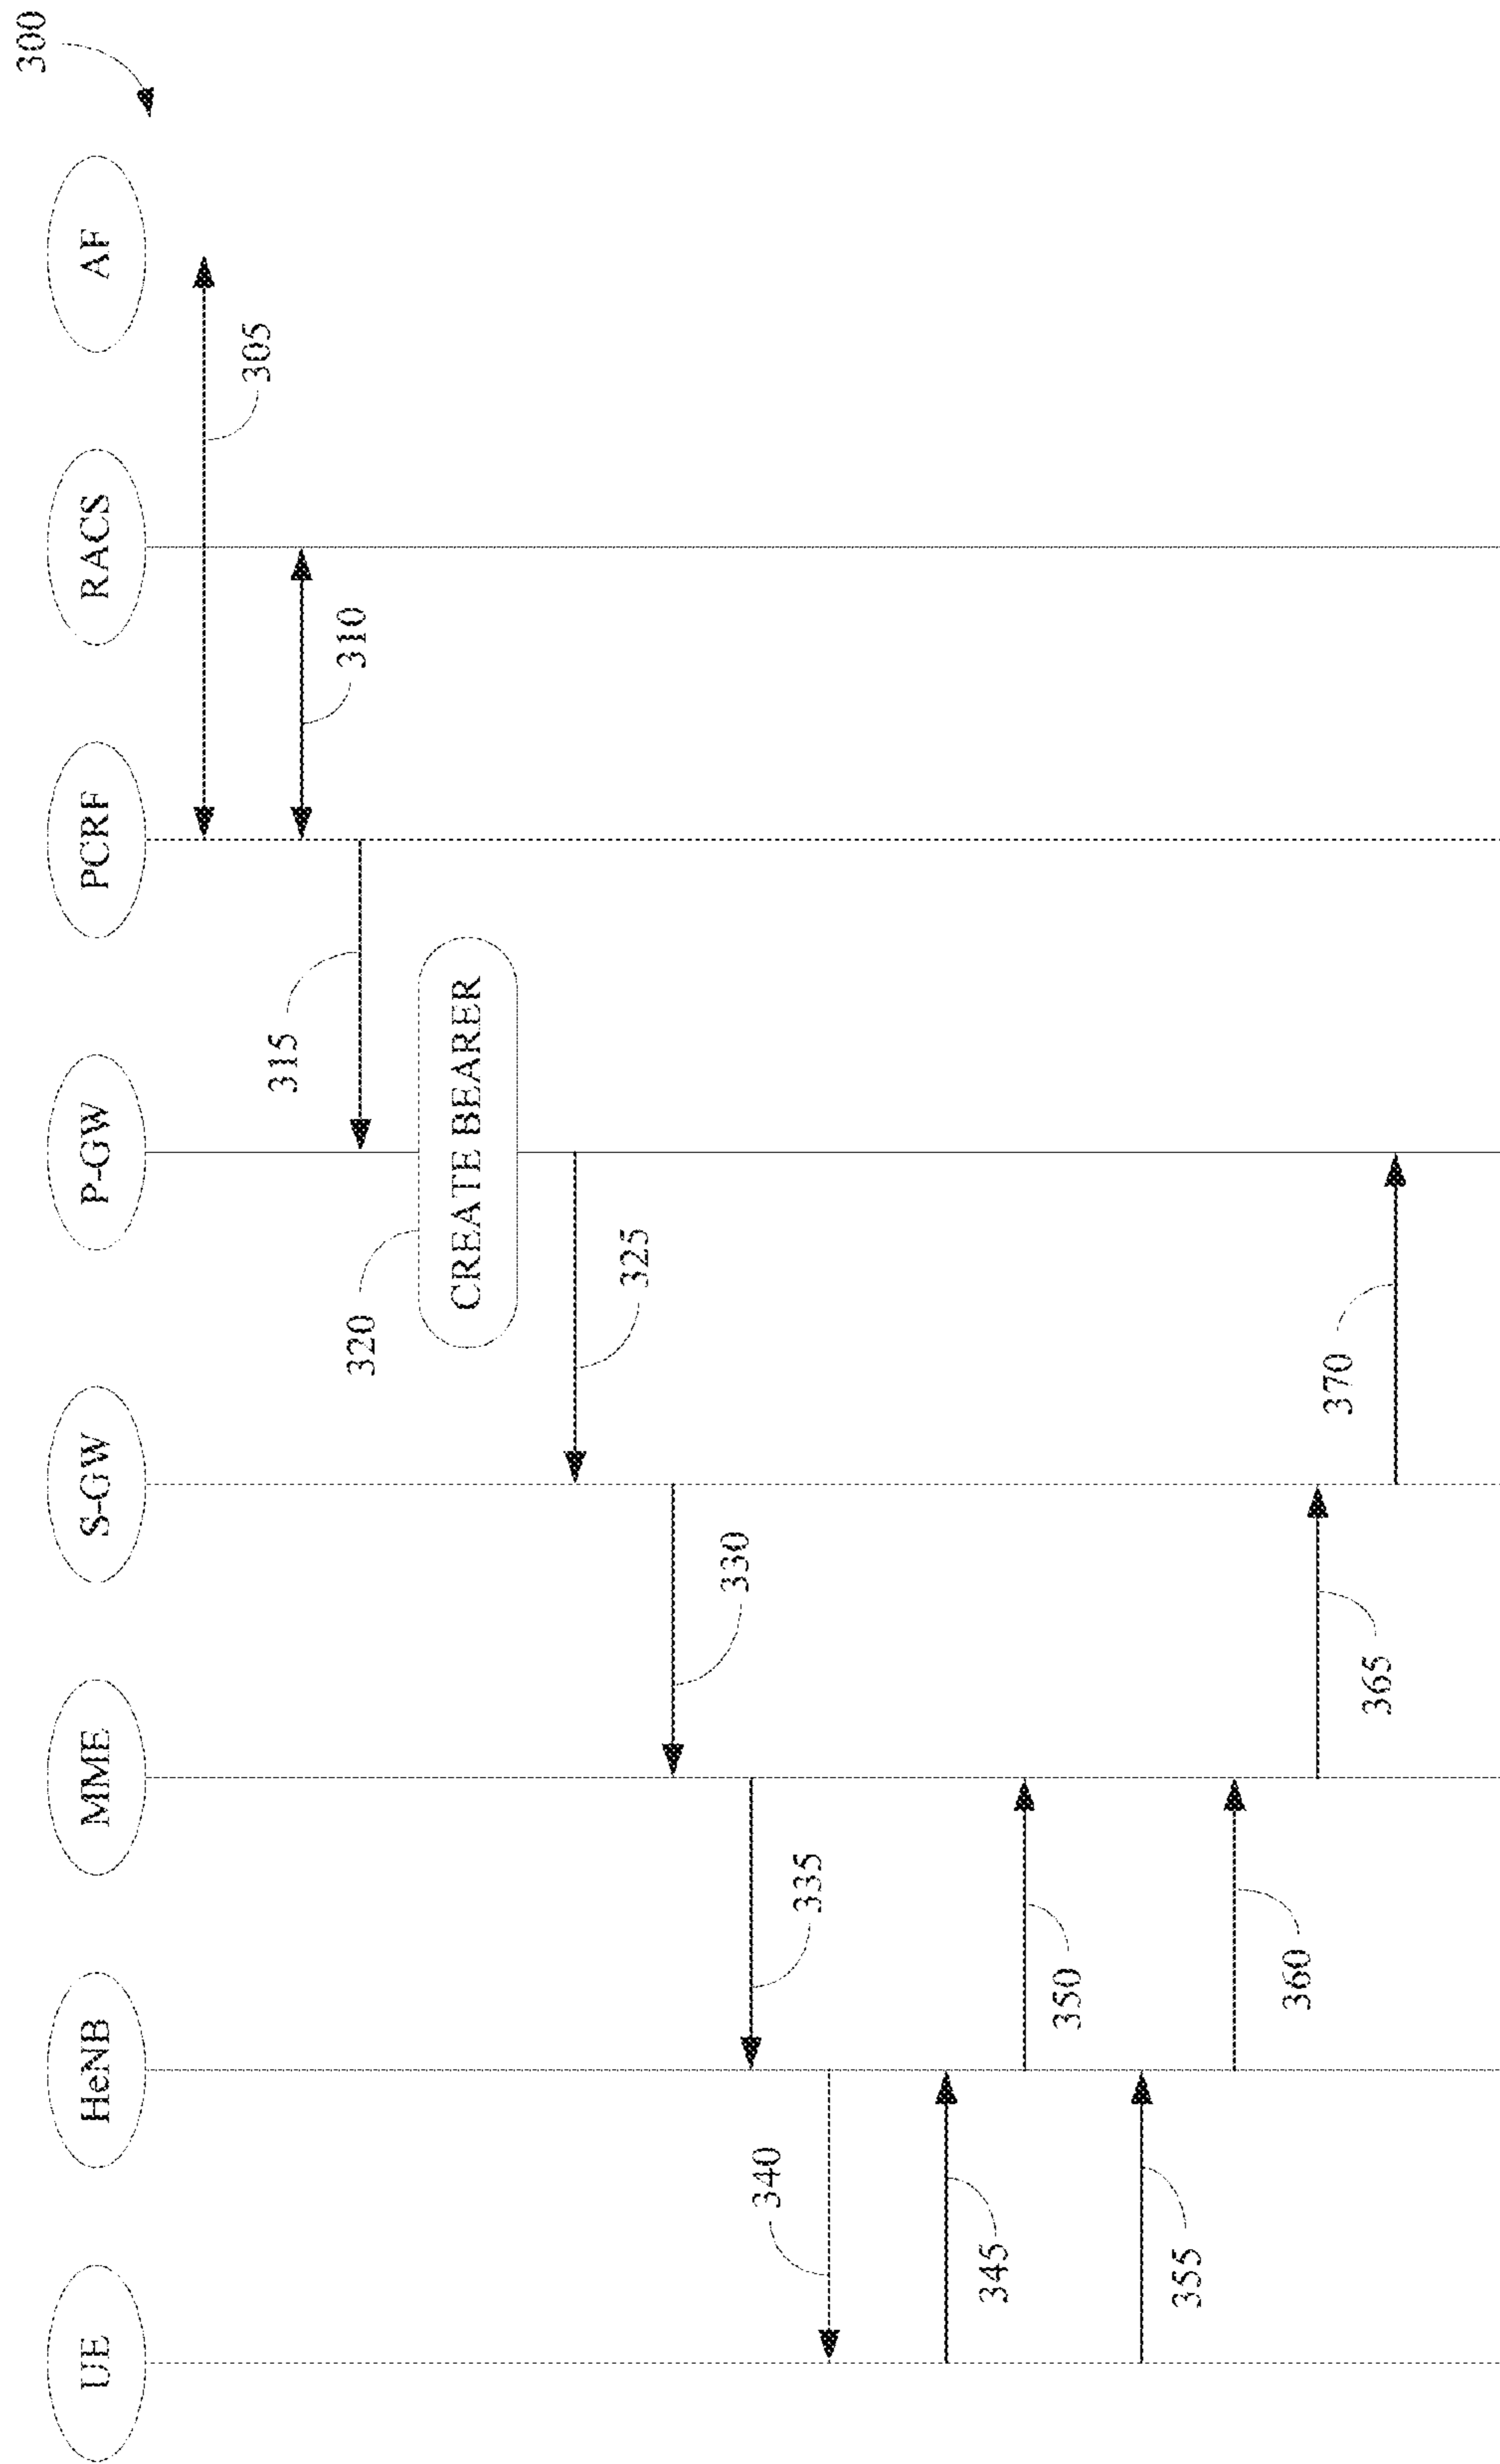 300
UE
HeNB
MME
S-GW
P-GW
PCRF
RACS
AF
305
310
315
320
CREATE BEARER
325
330
335
340
345
350
355
360
365
370